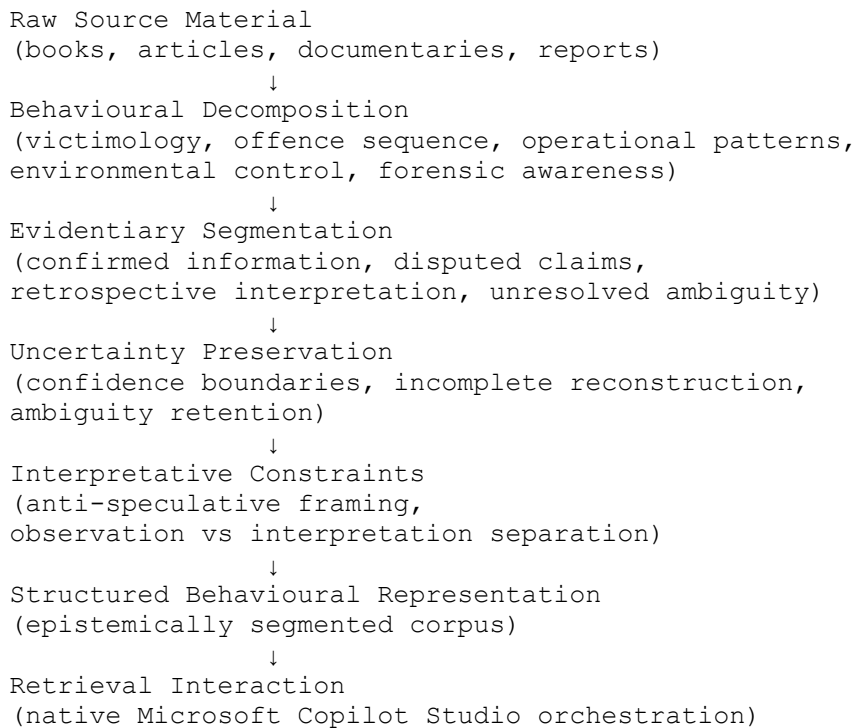 Raw Source Material
(books, articles, documentaries, reports)
↓
Behavioural Decomposition
(victimology, offence sequence, operational patterns,
environmental control, forensic awareness)
↓
Evidentiary Segmentation
(confirmed information, disputed claims,
retrospective interpretation, unresolved ambiguity)
↓
Uncertainty Preservation
(confidence boundaries, incomplete reconstruction,
ambiguity retention)
↓
Interpretative Constraints
(anti-speculative framing,
observation vs interpretation separation)
↓
Structured Behavioural Representation
(epistemically segmented corpus)
↓
Retrieval Interaction
(native Microsoft Copilot Studio orchestration)